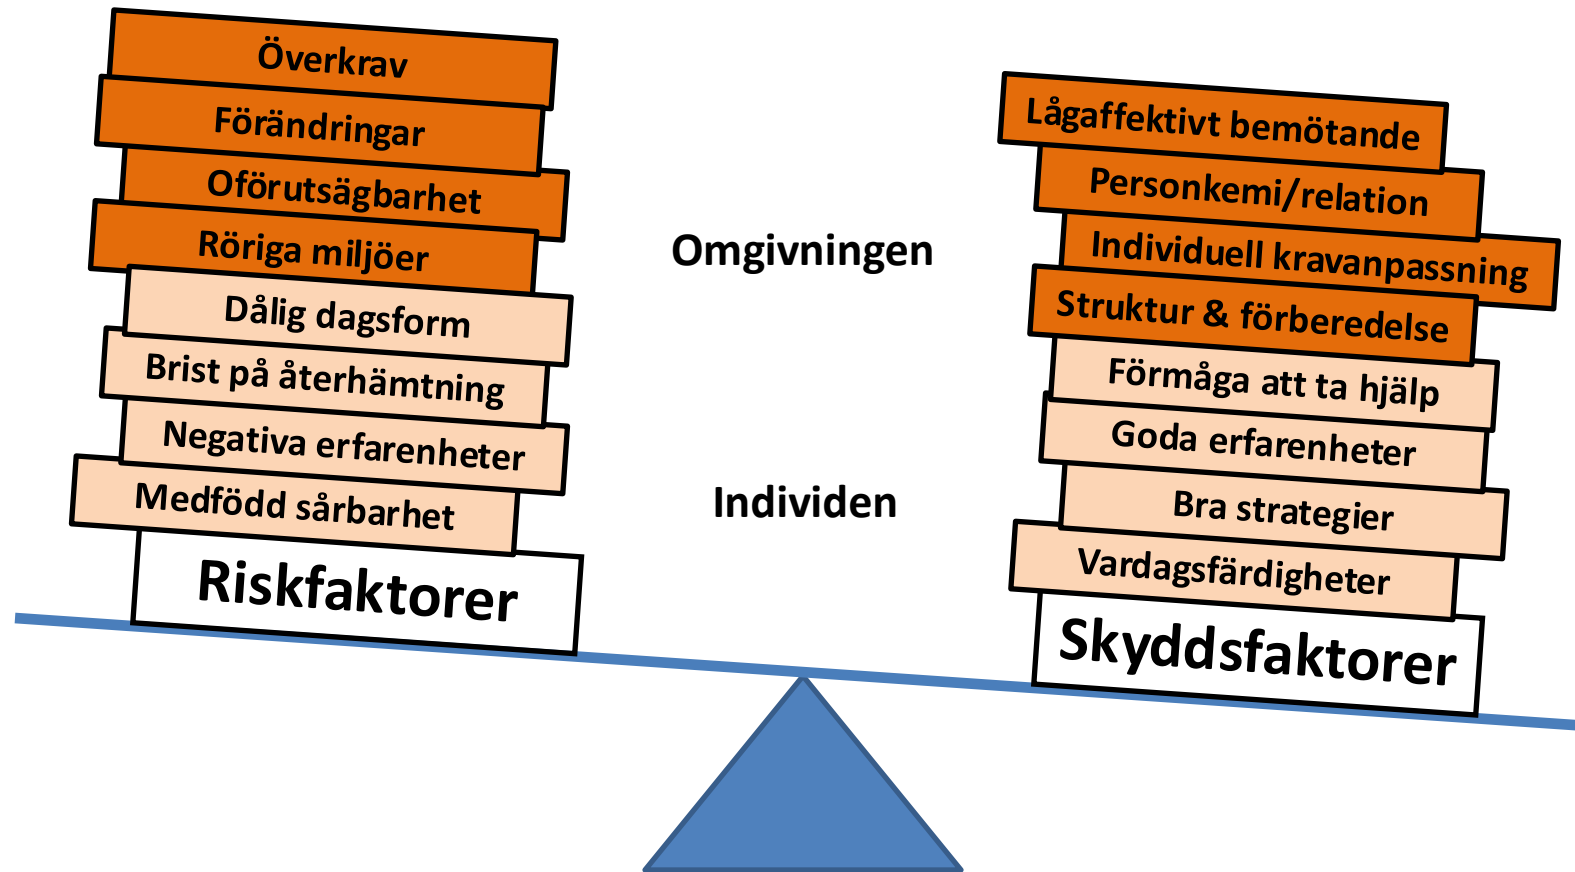 Överkrav
Förändringar
Oförutsägbarhet
Röriga miljöer
Dålig dagsform
Brist på återhämtning
Negativa erfarenheter
Medfödd sårbarhet
Riskfaktorer
Omgivningen
Individen
Lågaffektivt bemötande
Personkemi/relation
Individuell kravanpassning
Struktur & förberedelse
Förmåga att ta hjälp
Goda erfarenheter
Bra strategier
Vardagsfärdigheter
Skyddsfaktorer